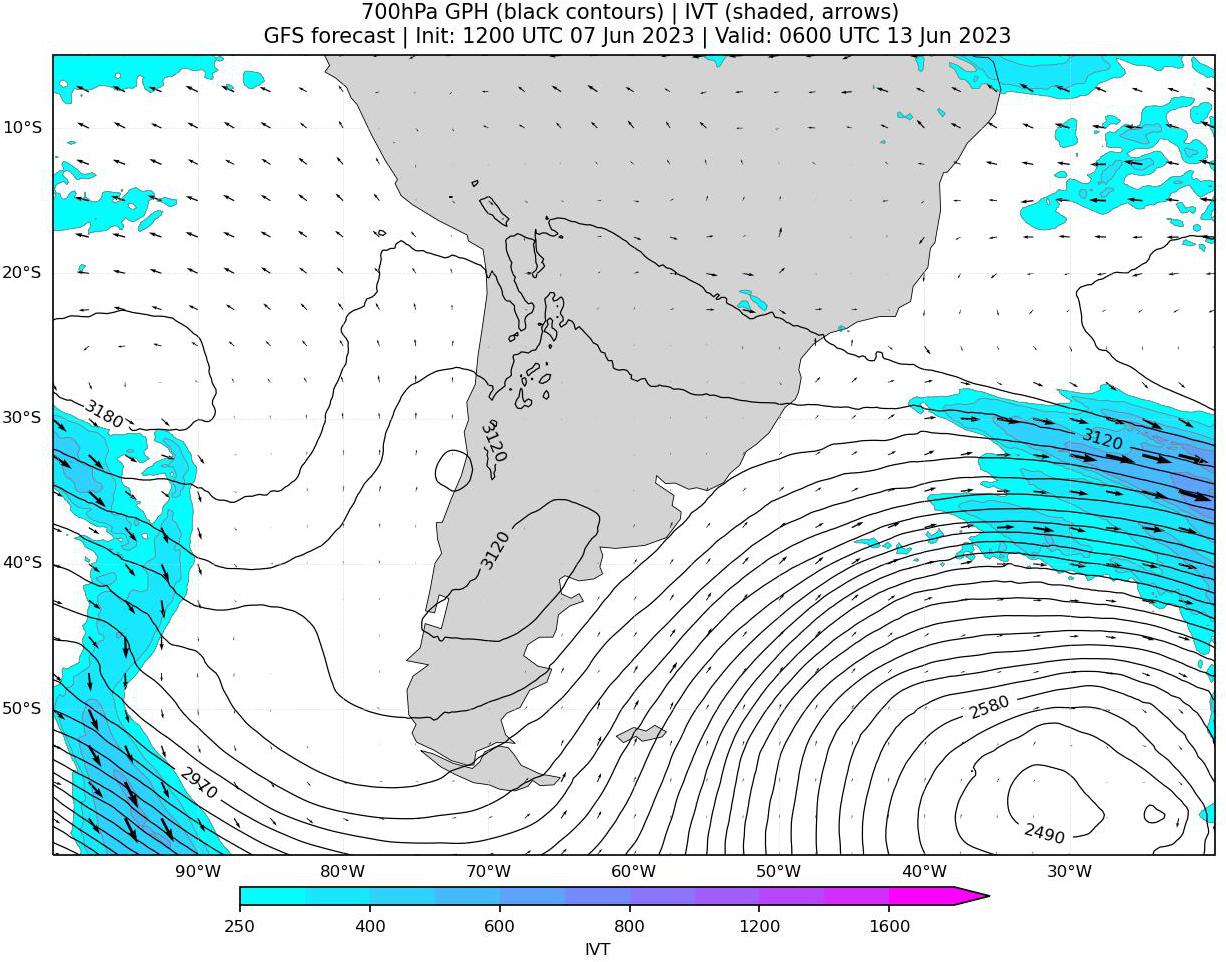 700hPa GPH (black contours) | IVT (shaded, arrows)
GFS forecast | Init: 1200 UTC 07 Jun 2023 | Valid: 0600 UTC 13 Jun 2023
10°S
20°S
30°S
40°S
50°S
3180
3120
3120
3120
2580
2970
2490
90°W
80°W
70°W
60°W
50°W
40°W
30°W
250
400
600
800
1200
1600
IVT